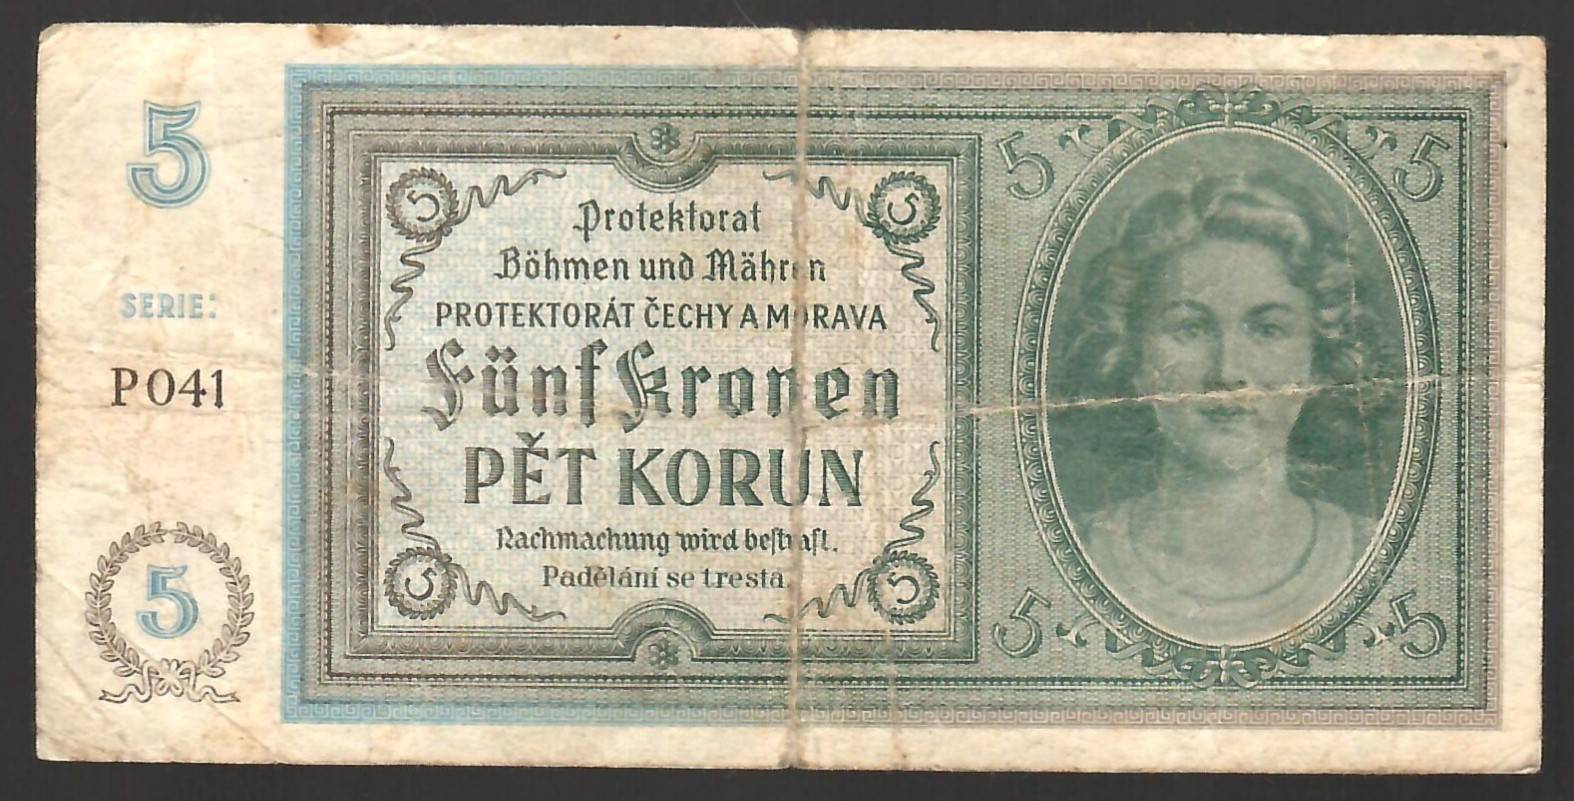 5
SERIE:
P041
5
5 5
Protektorat
Böhmen und Mähren
PROTEKTORÁT ČECHY A MORAVA
Fünf Kronen
PĚT KORUN
Nachmachung wird bestraft.
Padělání se tresta
5 5
5 5
5 5